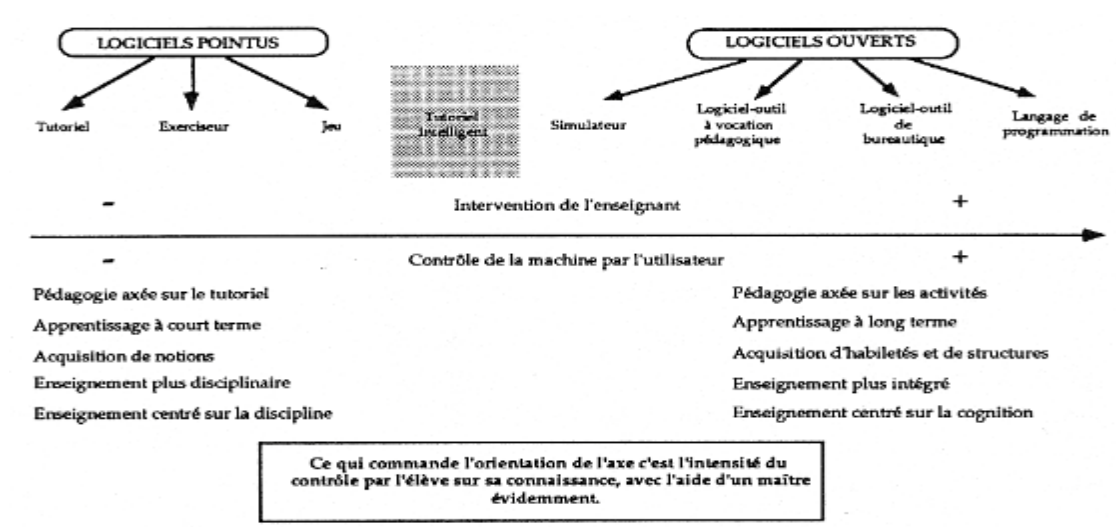 LOGICIELS POINTUS
LOGICIELS OUVERTS
Tutoriel
Exerciseur
Jeu
Tutoriel
intelligent
Simulateur
Logiciel-outil
à vocation
pédagogique
Logiciel-outil
de
bureautique
Langage de
programmation
-
Intervention de l'enseignant
+
-
Contrôle de la machine par l'utilisateur
+
Pédagogie axée sur le tutoriel
Apprentissage à court terme
Acquisition de notions
Enseignement plus disciplinaire
Enseignement centré sur la discipline
Pédagogie axée sur les activités
Apprentissage à long terme
Acquisition d'habiletés et de structures
Enseignement plus intégré
Enseignement centré sur la cognition
Ce qui commande l'orientation de l'axe c'est l'intensité du
contrôle par l'élève sur sa connaissance, avec l'aide d'un maître
évidemment.